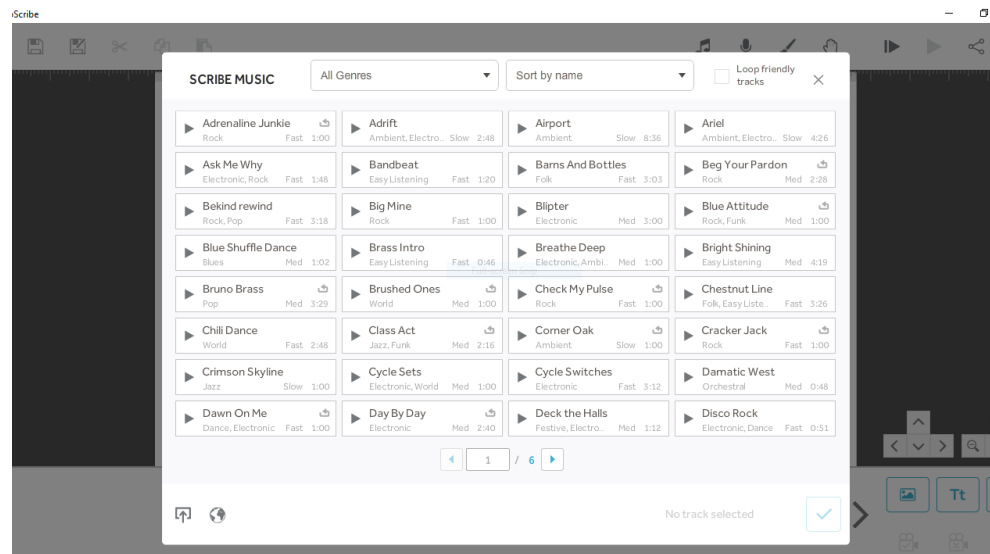 oScribe
SCRIBE MUSIC
All Genres
Sort by name
Loop friendly
tracks
Adrenaline Junkie
Rock Fast 1:00
Adrift
Ambient, Electro.. Slow 2:48
Airport
Ambient Slow 8:36
Ariel
Ambient, Electro.. Slow 4:26
Ask Me Why
Electronic, Rock Fast 1:48
Bandbeat
Easy Listening Fast 1:20
Barns And Bottles
Folk Fast 3:03
Beg Your Pardon
Rock Med 2:28
Bekind rewind
Rock, Pop Fast 3:18
Big Mine
Rock Fast 1:00
Blipter
Electronic Med 3:00
Blue Attitude
Rock, Funk Med 1:00
Blue Shuffle Dance
Blues Med 1:02
Brass Intro
Easy Listening Fast 0:46
Breathe Deep
Electronic, Ambi.. Med 1:00
Bright Shining
Easy Listening Med 4:19
Bruno Brass
Pop Med 3:29
Brushed Ones
World Med 1:00
Check My Pulse
Rock Fast 1:00
Chestnut Line
Folk, Easy Liste.. Fast 3:26
Chili Dance
World Fast 2:48
Class Act
Jazz, Funk Med 2:16
Corner Oak
Ambient Slow 1:00
Cracker Jack
Rock Fast 1:00
Crimson Skyline
Jazz Slow 1:00
Cycle Sets
Electronic, World Med 1:00
Cycle Switches
Electronic Fast 3:12
Damatic West
Orchestral Med 0:48
Dawn On Me
Dance, Electronic Fast 1:00
Day By Day
Electronic Med 2:40
Deck the Halls
Festive, Electro.. Med 1:12
Disco Rock
Electronic, Dance Fast 0:51
1 / 6
No track selected
Tt